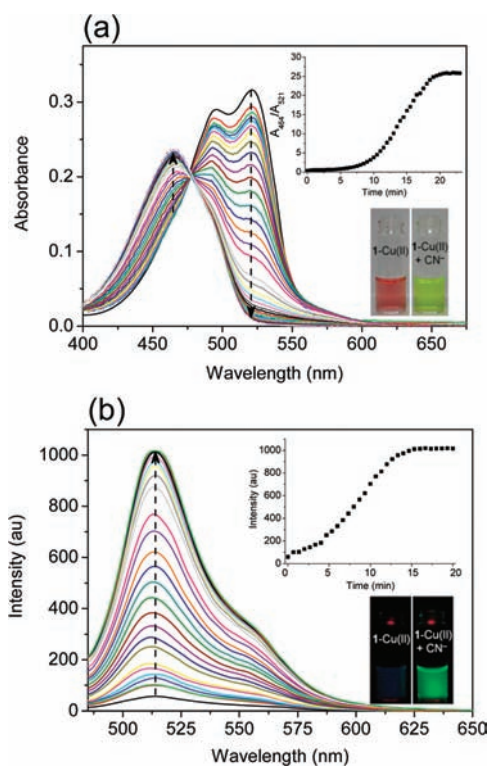 (a)
Absorbance
0.3
0.2
0.1
0.0
400 450 500 550 600 650
Wavelength (nm)
A464/A521
30
25
20
15
10
5
0
0 5 10 15 20
Time (min)
1-Cu(II)
1-Cu(II)
+ CN⁻
(b)
Intensity (au)
1000
800
600
400
200
0
500 525 550 575 600 625 650
Wavelength (nm)
Intensity (au)
1000
800
600
400
200
0
0 5 10 15 20
Time (min)
1-Cu(II)
1-Cu(II)
+ CN⁻